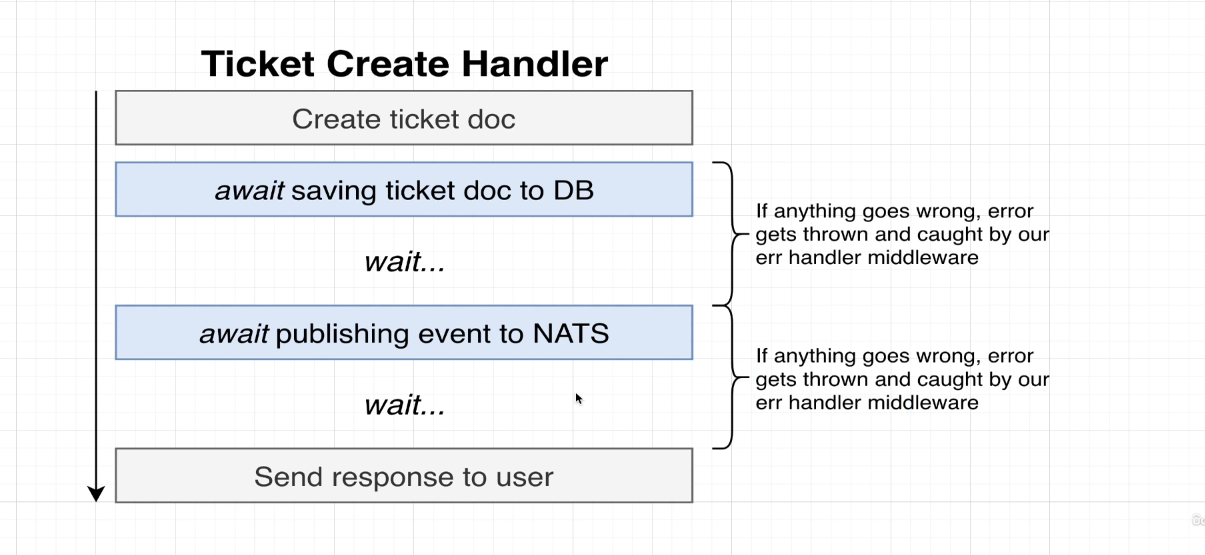 Ticket Create Handler
Create ticket doc
await saving ticket doc to DB
If anything goes wrong, error
gets thrown and caught by our
err handler middleware
wait...
await publishing event to NATS
If anything goes wrong, error
gets thrown and caught by our
err handler middleware
wait...
Send response to user